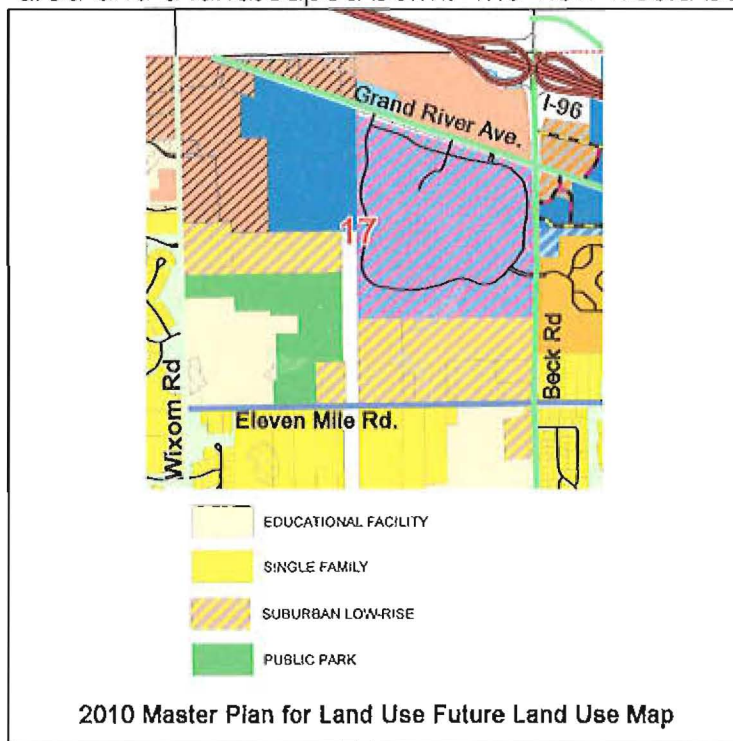 Grand River Ave.
I-96
17
Wixom Rd
Beck Rd
Eleven Mile Rd.
EDUCATIONAL FACILITY
SINGLE FAMILY
SUBURBAN LOW-RISE
PUBLIC PARK
2010 Master Plan for Land Use Future Land Use Map